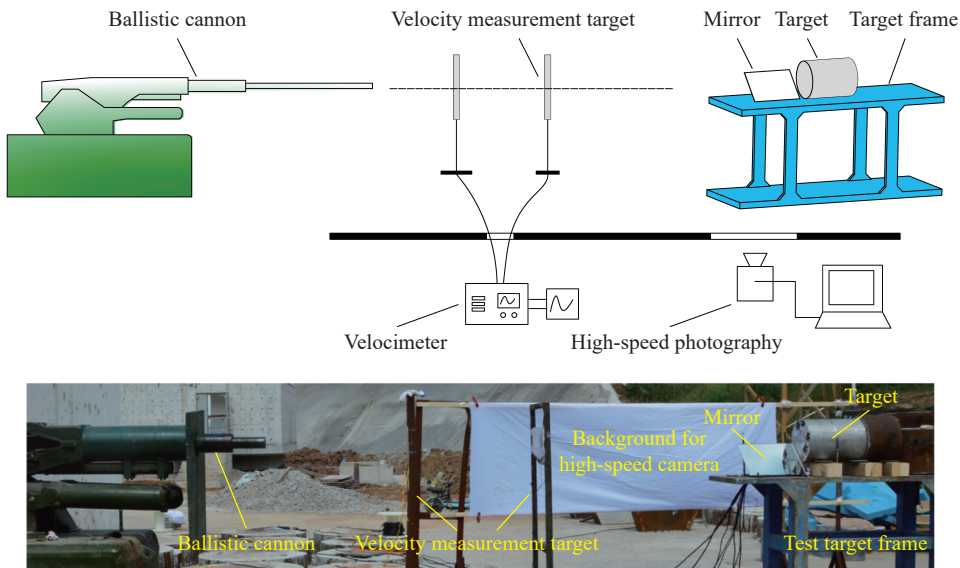 Ballistic cannon
Velocity measurement target
Mirror
Target
Target frame
Velocimeter
High-speed photography
Target
Mirror
Background for
high-speed camera
Ballistic cannon
Velocity measurement target
Test target frame